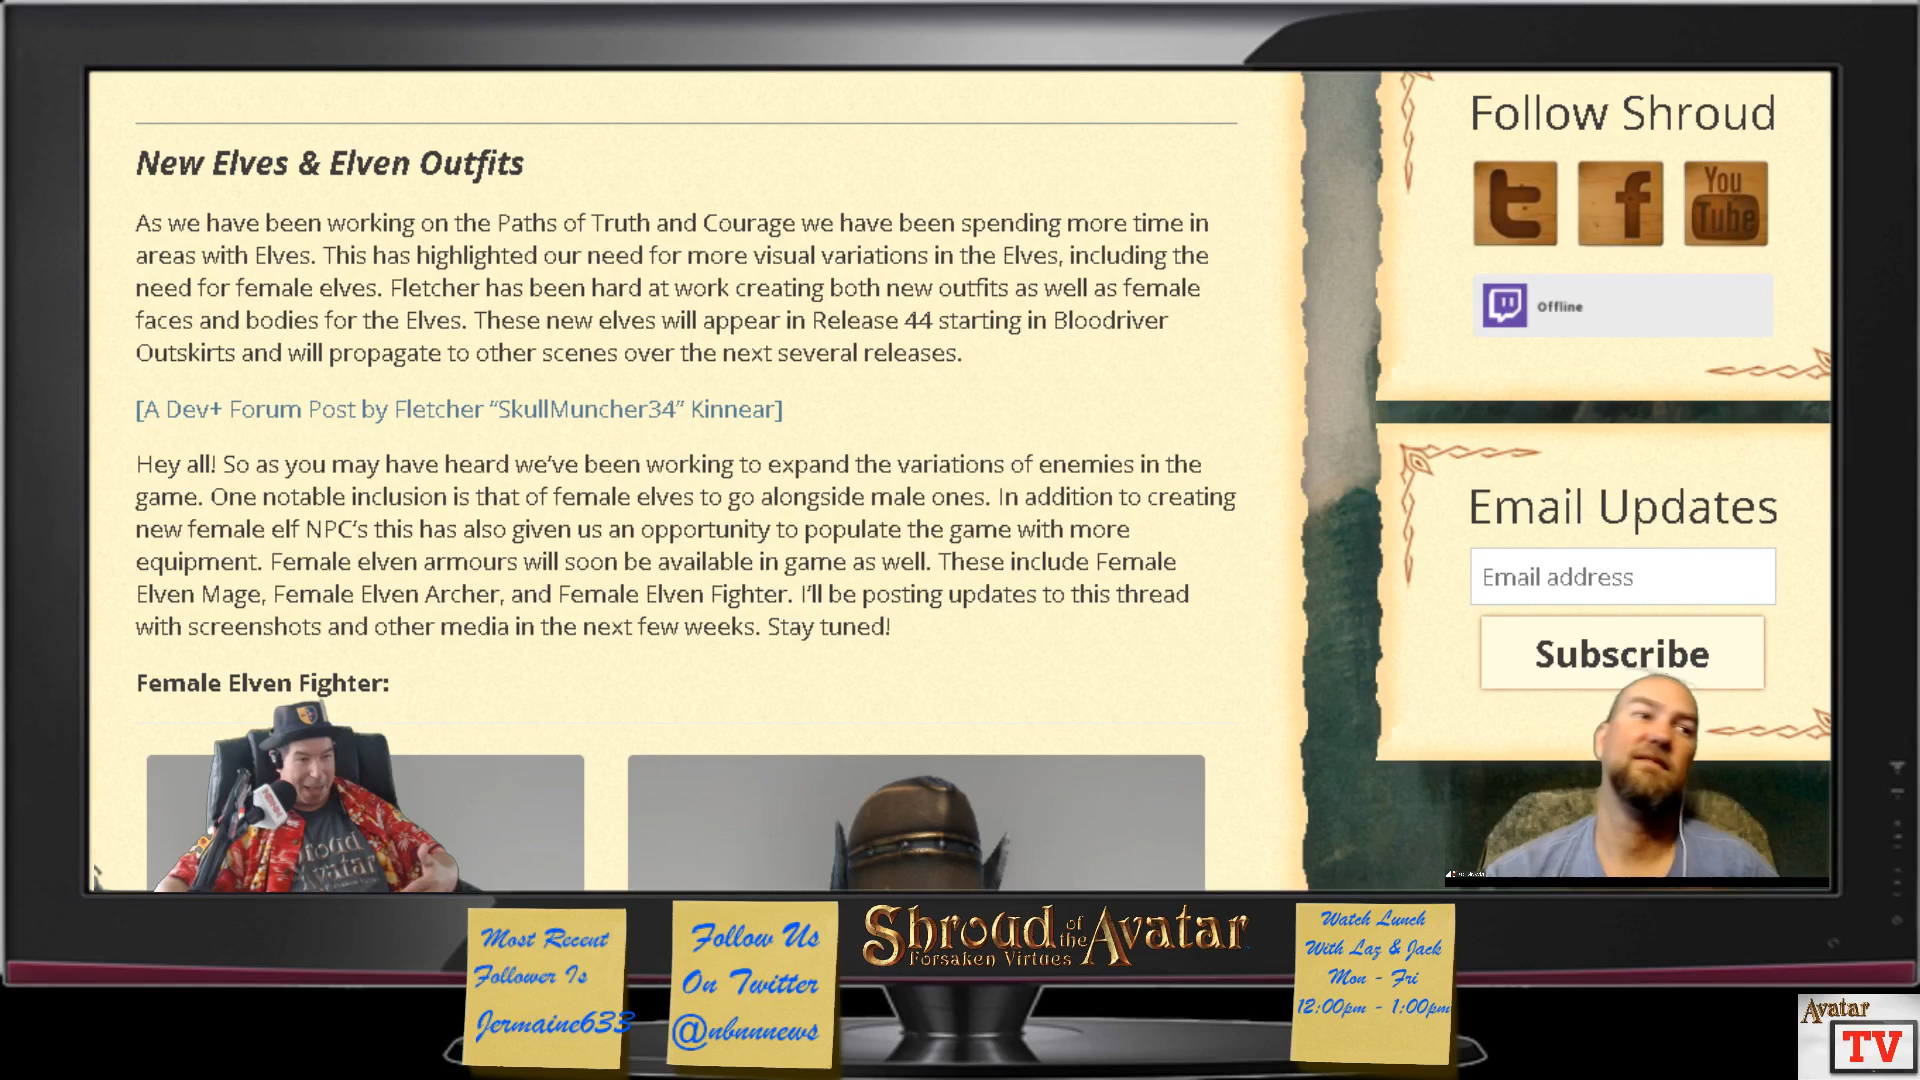 New Elves & Elven Outfits
As we have been working on the Paths of Truth and Courage we have been spending more time in
areas with Elves. This has highlighted our need for more visual variations in the Elves, including the
need for female elves. Fletcher has been hard at work creating both new outfits as well as female
faces and bodies for the Elves. These new elves will appear in Release 44 starting in Bloodriver
Outskirts and will propagate to other scenes over the next several releases.
[A Dev+ Forum Post by Fletcher “SkullMuncher34” Kinnear]
Hey all! So as you may have heard we’ve been working to expand the variations of enemies in the
game. One notable inclusion is that of female elves to go alongside male ones. In addition to creating
new female elf NPC’s this has also given us an opportunity to populate the game with more
equipment. Female elven armours will soon be available in game as well. These include Female
Elven Mage, Female Elven Archer, and Female Elven Fighter. I’ll be posting updates to this thread
with screenshots and other media in the next few weeks. Stay tuned!
Female Elven Fighter:
Follow Shroud
t
f
You
Tube
Offline
Email Updates
Email address
Subscribe
Shroud
Avatar
Most Recent
Follower Is
Jermaine633
Follow Us
On Twitter
@nbnnnews
Shroud of the Avatar
Forsaken Virtues
Watch Lunch
With Laz & Jack
Mon - Fri
12:00pm - 1:00pm
Avatar
TV